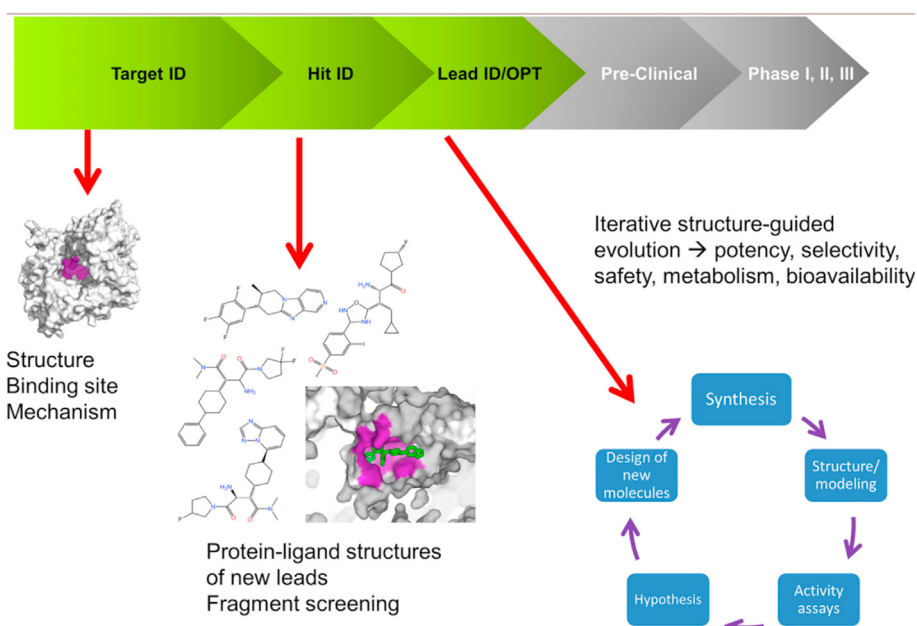 Target ID
Hit ID
Lead ID/OPT
Pre-Clinical
Phase I, II, III
Structure
Binding site
Mechanism
Protein-ligand structures
of new leads
Fragment screening
Iterative structure-guided
evolution → potency, selectivity,
safety, metabolism, bioavailability
Synthesis
Structure/
modeling
Activity
assays
Hypothesis
Design of
new
molecules